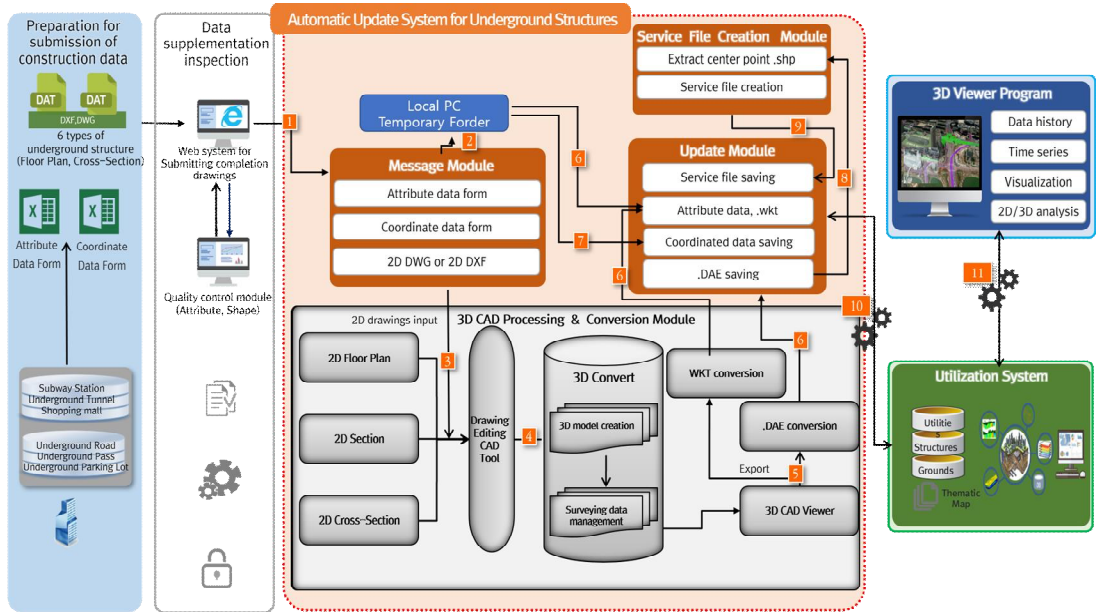 Preparation for
submission of
construction data
DAT
DAT
DXF,DWG
6 types of
underground structure
(Floor Plan, Cross-Section)
X
X
Attribute
Data Form
Coordinate
Data Form
Subway Station
Underground Tunnel
Shopping mall
Underground Road
Underground Pass
Underground Parking Lot
Data
supplementation
inspection
Web system for
Submitting completion
drawings
Quality control module
(Attribute, Shape)
Automatic Update System for Underground Structures
1
Local PC
Temporary Forder
2
Message Module
Attribute data form
Coordinate data form
2D DWG or 2D DXF
6
7
Service File Creation Module
Extract center point .shp
Service file creation
9
8
Update Module
Service file saving
Attribute data, .wkt
Coordinated data saving
.DAE saving
6
6
2D drawings input
3D CAD Processing & Conversion Module
3
2D Floor Plan
2D Section
2D Cross-Section
Drawing
Editing
CAD
Tool
4
3D Convert
3D model creation
Surveying data
management
WKT conversion
.DAE conversion
Export
5
3D CAD Viewer
10
11
3D Viewer Program
Data history
Time series
Visualization
2D/3D analysis
Utilization System
Utilitie
s
Structures
Grounds
Thematic
Map